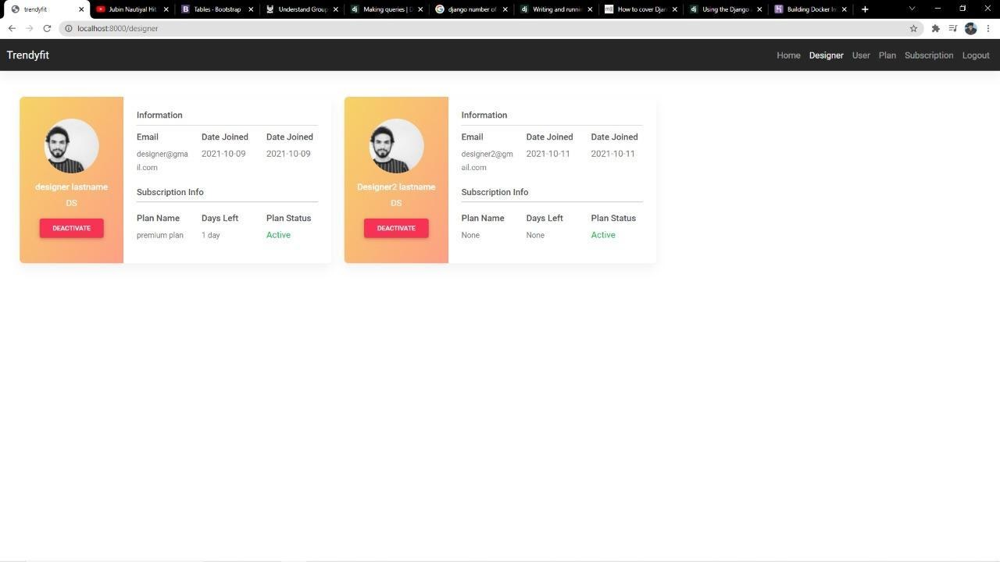 trendyfit
Jubin Nautiyal Hit
Tables · Bootstrap
Understand Group
Making queries | D
django number of
Writing and runnin
How to cover Djan
Using the Django
Building Docker Im
localhost:8000/designer
Trendyfit
Home Designer User Plan Subscription Logout
designer lastname
DS
DEACTIVATE
Information
Email Date Joined Date Joined
designer@gma 2021-10-09 2021-10-09
il.com
Subscription Info
Plan Name Days Left Plan Status
premium plan 1 day Active
Designer2 lastname
DS
DEACTIVATE
Information
Email Date Joined Date Joined
designer2@gm 2021-10-11 2021-10-11
ail.com
Subscription Info
Plan Name Days Left Plan Status
None None Active